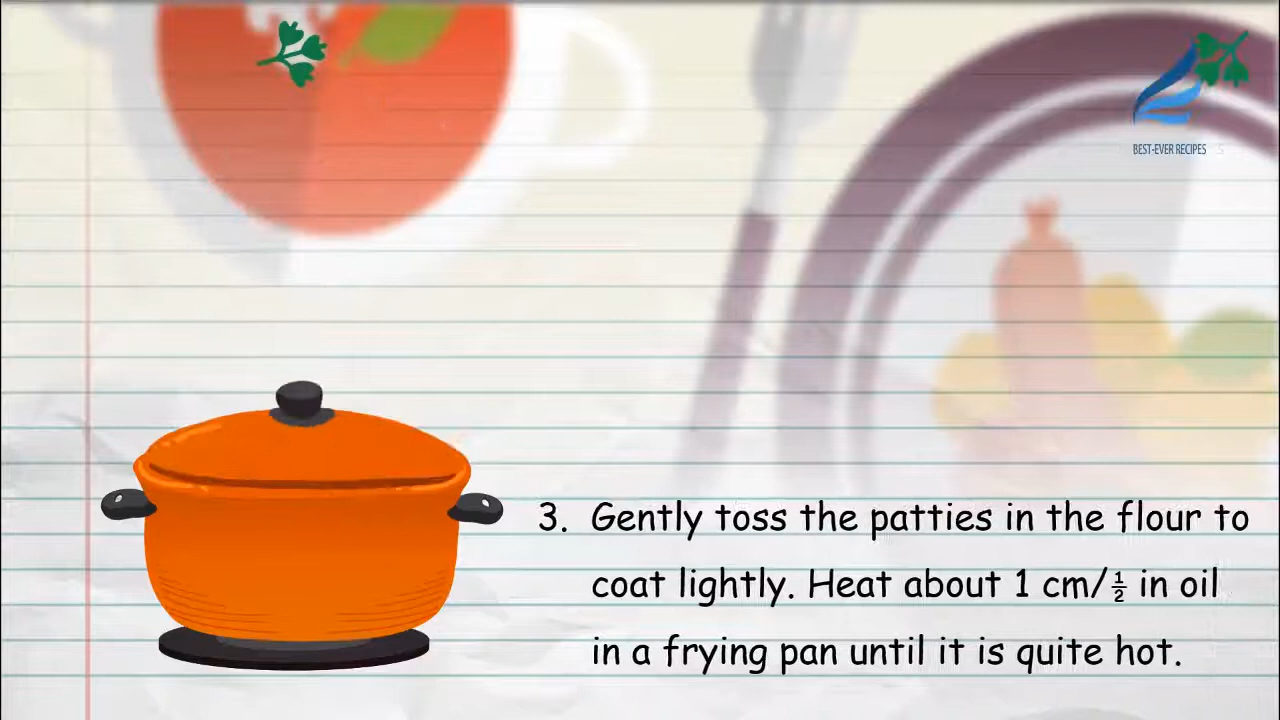 BEST-EVER RECIPES
3. Gently toss the patties in the flour to
coat lightly. Heat about 1 cm/½ in oil
in a frying pan until it is quite hot.